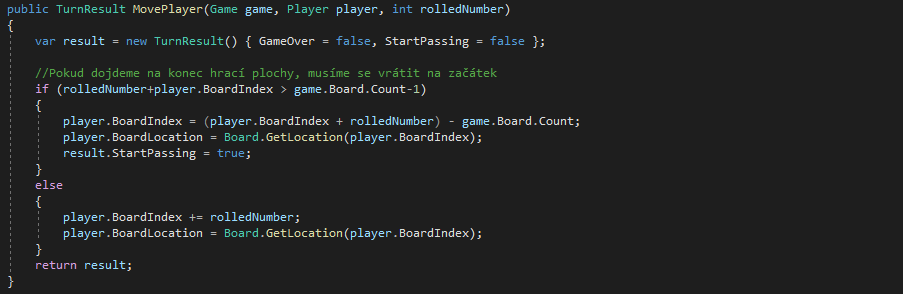 public TurnResult MovePlayer(Game game, Player player, int rolledNumber)
{
var result = new TurnResult() { GameOver = false, StartPassing = false };
//Pokud dojdeme na konec hrací plochy, musíme se vrátit na začátek
if (rolledNumber+player.BoardIndex > game.Board.Count-1)
{
player.BoardIndex = (player.BoardIndex + rolledNumber) - game.Board.Count;
player.BoardLocation = Board.GetLocation(player.BoardIndex);
result.StartPassing = true;
}
else
{
player.BoardIndex += rolledNumber;
player.BoardLocation = Board.GetLocation(player.BoardIndex);
}
return result;
}